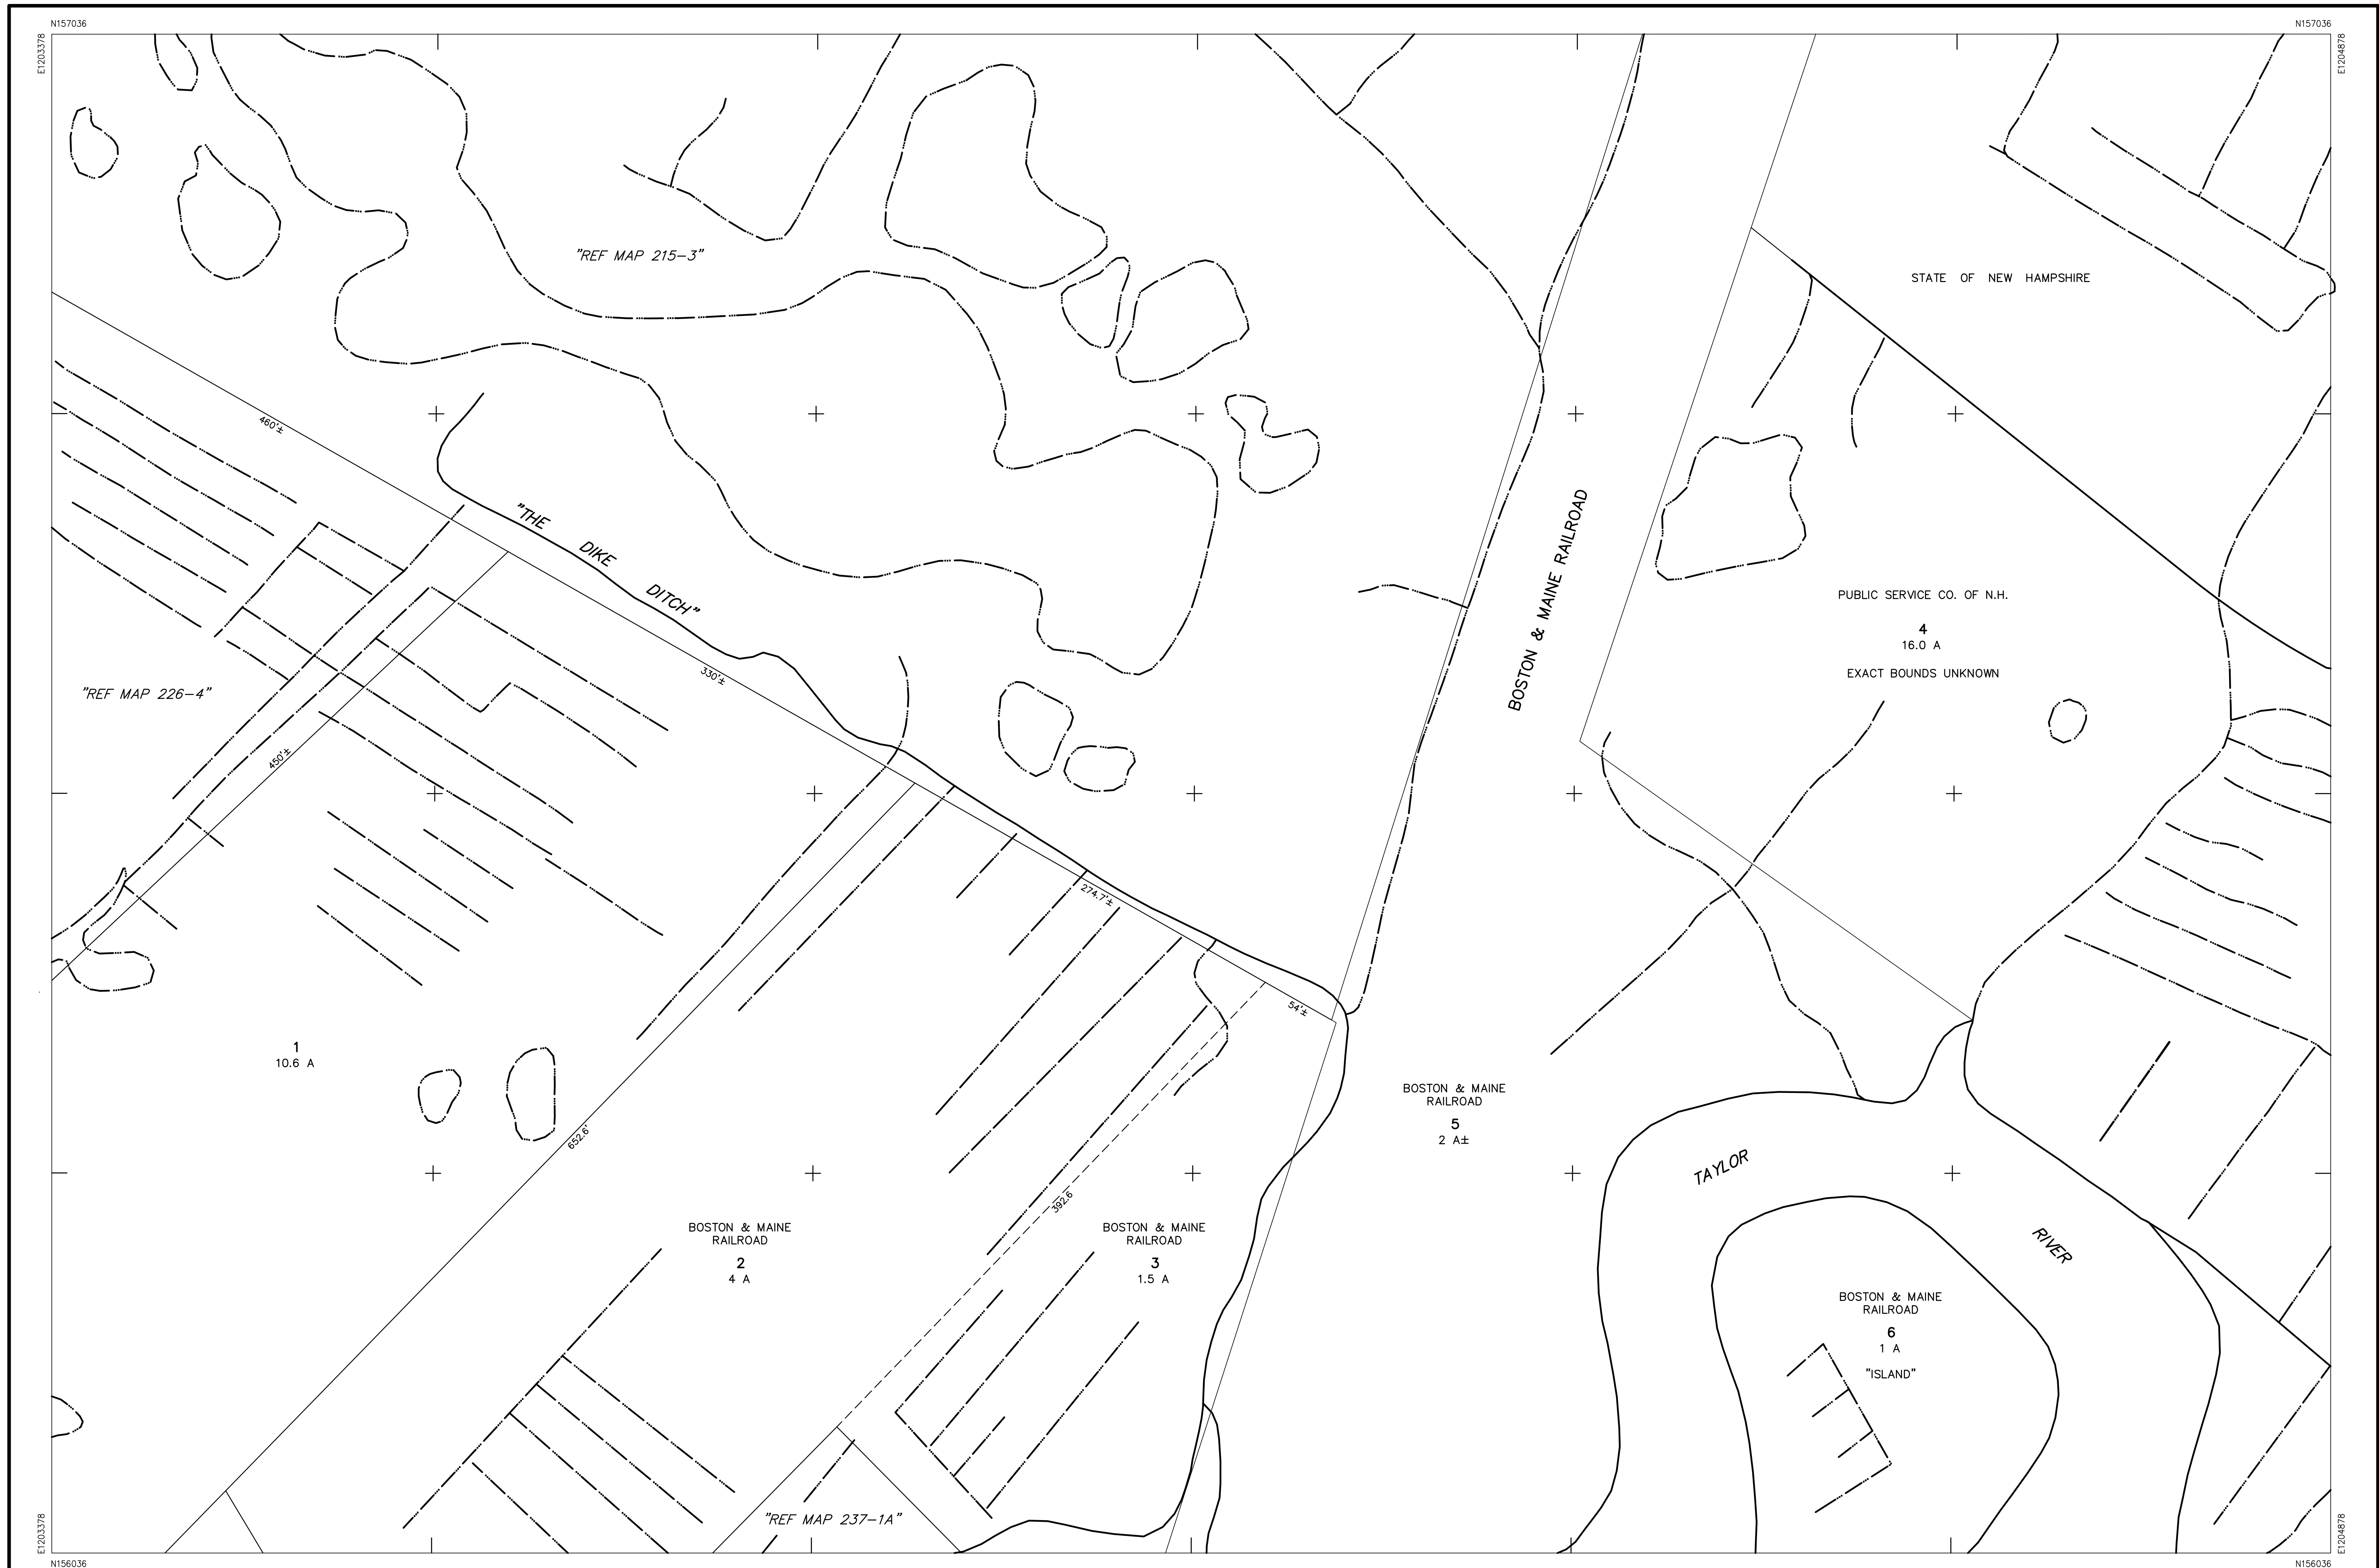 N157036
N157036
E1203378
E1204878
"REF MAP 215-3"
STATE OF NEW HAMPSHIRE
460'±
"THE DIKE DITCH"
BOSTON & MAINE RAILROAD
PUBLIC SERVICE CO. OF N.H.
4
16.0 A
EXACT BOUNDS UNKNOWN
"REF MAP 226-4"
330'±
450'±
274.7'±
54'±
1
10.6 A
BOSTON & MAINE
RAILROAD
5
2 A±
652.6'
TAYLOR RIVER
392.6
BOSTON & MAINE
RAILROAD
2
4 A
BOSTON & MAINE
RAILROAD
3
1.5 A
BOSTON & MAINE
RAILROAD
6
1 A
"ISLAND"
"REF MAP 237-1A"
E1203378
E1204878
N156036
N156036